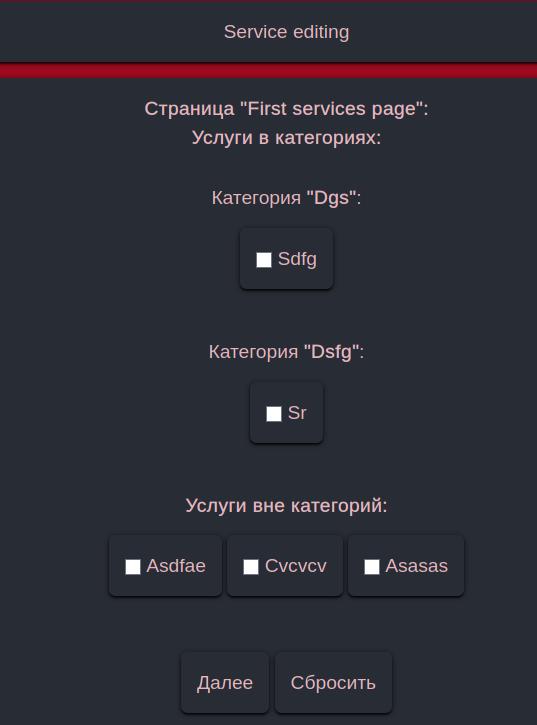 Service editing
Страница "First services page":
Услуги в категориях:
Категория "Dgs":
Sdfg
Категория "Dsfg":
Sr
Услуги вне категорий:
Asdfae Cvcvcv Asasas
Далее Сбросить